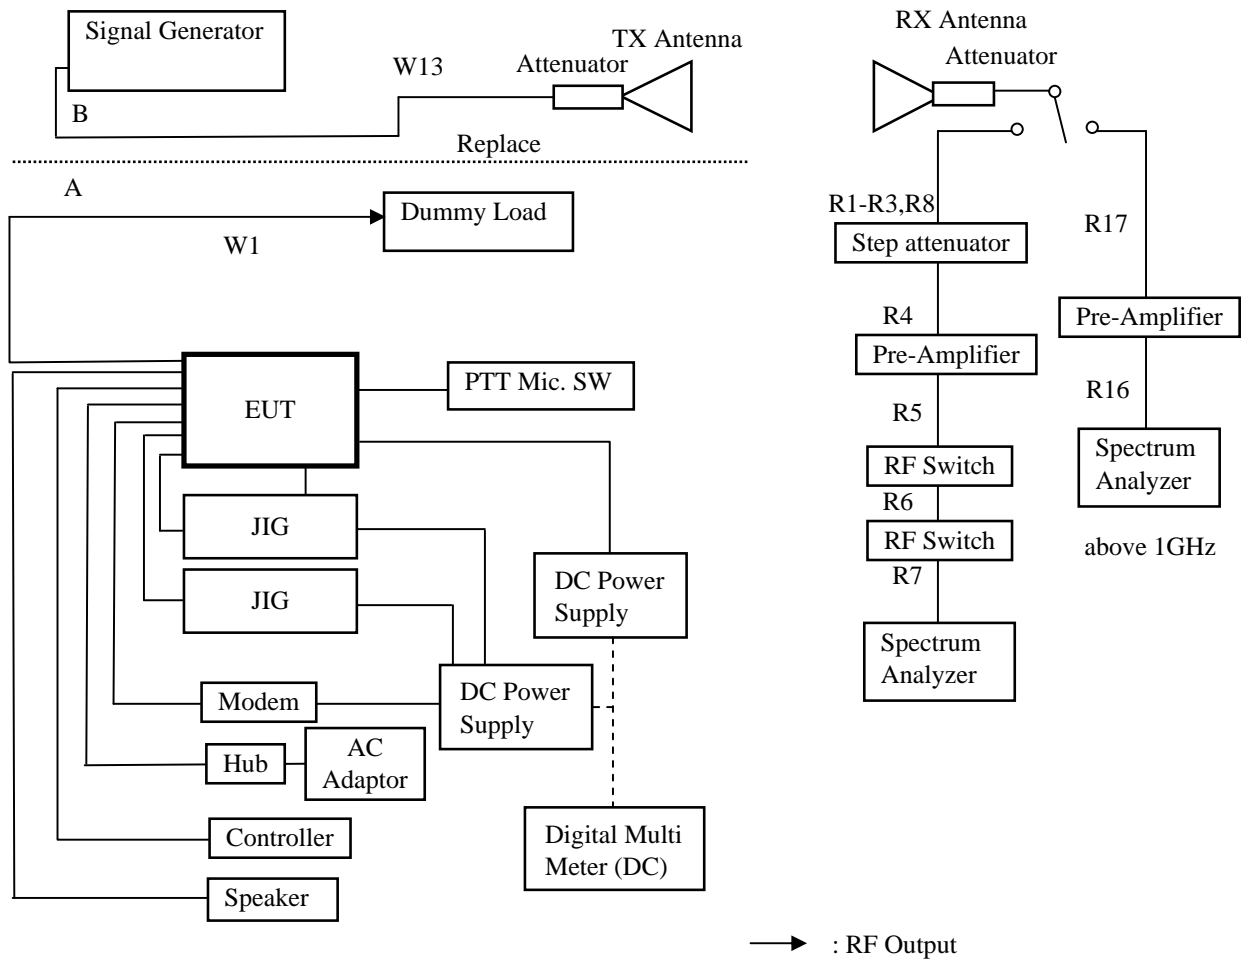 Signal Generator
TX Antenna
Attenuator
W13
B
Replace
A
Dummy Load
W1
EUT
PTT Mic. SW
JIG
JIG
DC Power
Supply
DC Power
Supply
Modem
Hub
AC
Adaptor
Controller
Speaker
Digital Multi
Meter (DC)
RX Antenna
Attenuator
R1-R3,R8
Step attenuator
R4
Pre-Amplifier
R5
RF Switch
R6
RF Switch
R7
Spectrum
Analyzer
R17
Pre-Amplifier
R16
Spectrum
Analyzer
above 1GHz
: RF Output